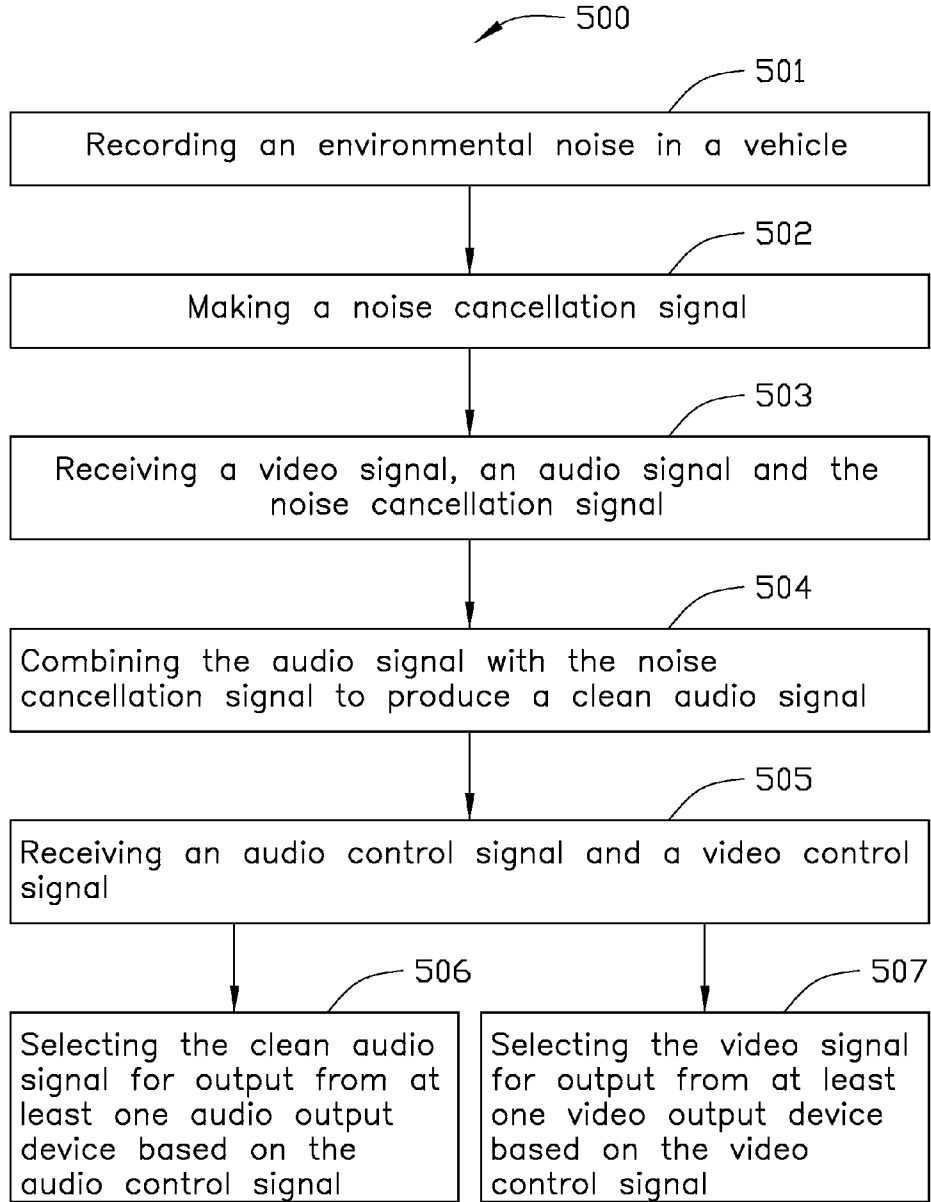 500
501
Recording an environmental noise in a vehicle
502
Making a noise cancellation signal
503
Receiving a video signal, an audio signal and the
noise cancellation signal
504
Combining the audio signal with the noise
cancellation signal to produce a clean audio signal
505
Receiving an audio control signal and a video control
signal
506
Selecting the clean audio
signal for output from at
least one audio output
device based on the
audio control signal
507
Selecting the video signal
for output from at least
one video output device
based on the video
control signal